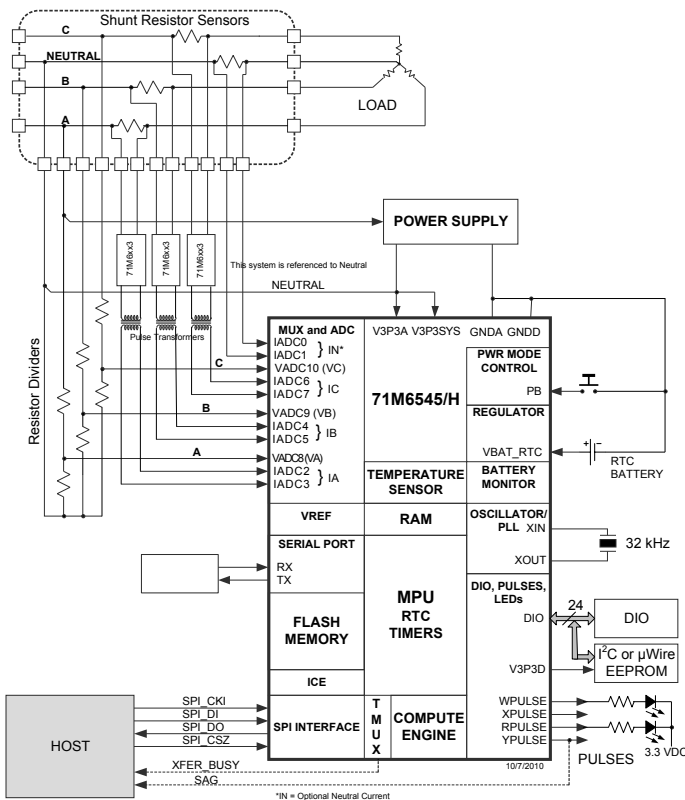 Shunt Resistor Sensors
C
NEUTRAL
B
A
LOAD
POWER SUPPLY
71M6xx3
71M6xx3
71M6xx3
This system is referenced to Neutral
NEUTRAL
Pulse Transformers
Resistor Dividers
MUX and ADC
IADC0
IADC1 } IN*
VADC10 (VC)
IADC6
IADC7 } IC
VADC9 (VB)
IADC4
IADC5 } IB
VADC8 (VA)
IADC2
IADC3 } IA
C
B
A
V3P3A V3P3SYS GNDA GNDD
71M6545/H
PWR MODE
CONTROL
PB
REGULATOR
VBAT_RTC
+ −
RTC
BATTERY
TEMPERATURE
SENSOR
BATTERY
MONITOR
VREF
RAM
OSCILLATOR/
PLL XIN
XOUT
32 kHz
SERIAL PORT
RX
TX
MPU
RTC
TIMERS
DIO, PULSES,
LEDs
DIO
24
DIO
I2C or µWire
EEPROM
V3P3D
FLASH
MEMORY
ICE
SPI INTERFACE
T
M
U
X
COMPUTE
ENGINE
WPULSE
XPULSE
RPULSE
YPULSE
PULSES
3.3 VDC
10/7/2010
HOST
SPI_CKI
SPI_DI
SPI_DO
SPI_CSZ
XFER_BUSY
SAG
*IN = Optional Neutral Current